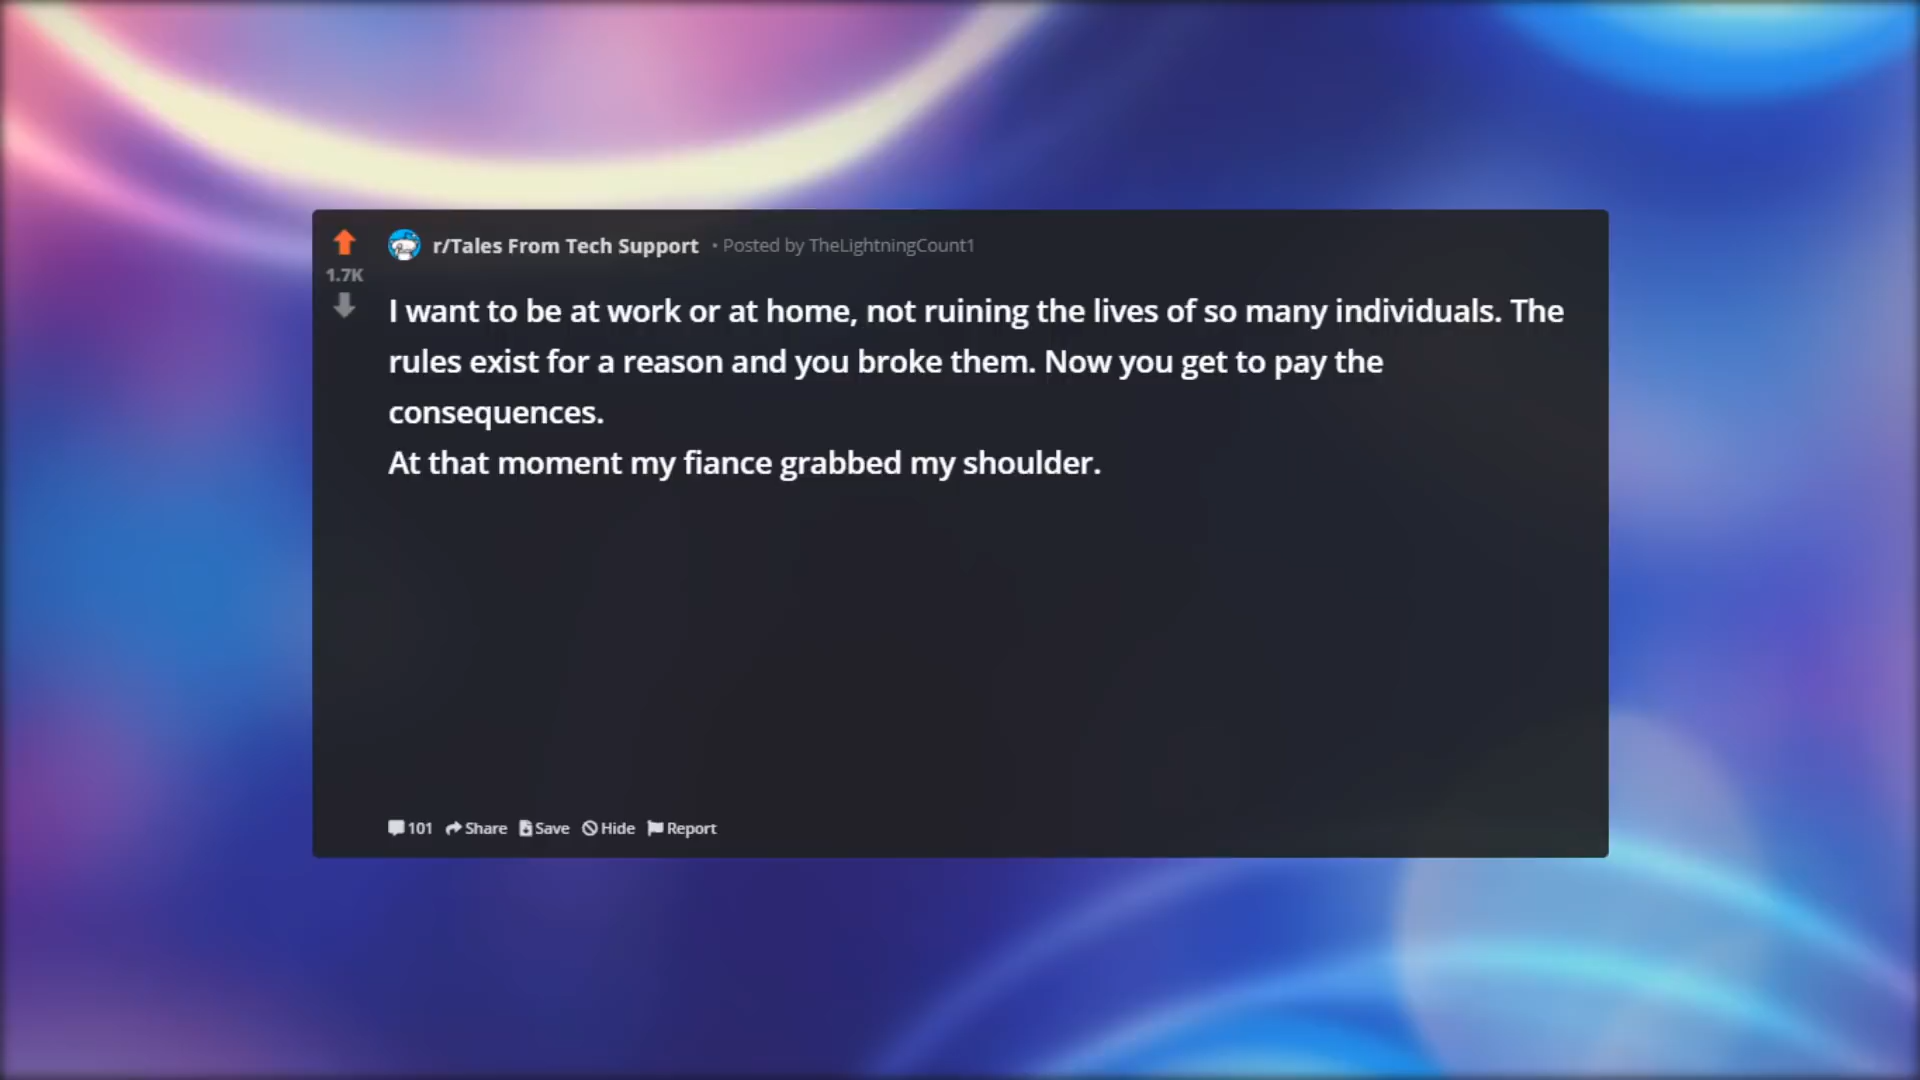 r/Tales From Tech Support • Posted by TheLightningCount1
1.7K
I want to be at work or at home, not ruining the lives of so many individuals. The
rules exist for a reason and you broke them. Now you get to pay the
consequences.
At that moment my fiance grabbed my shoulder.
101 Share Save Hide Report